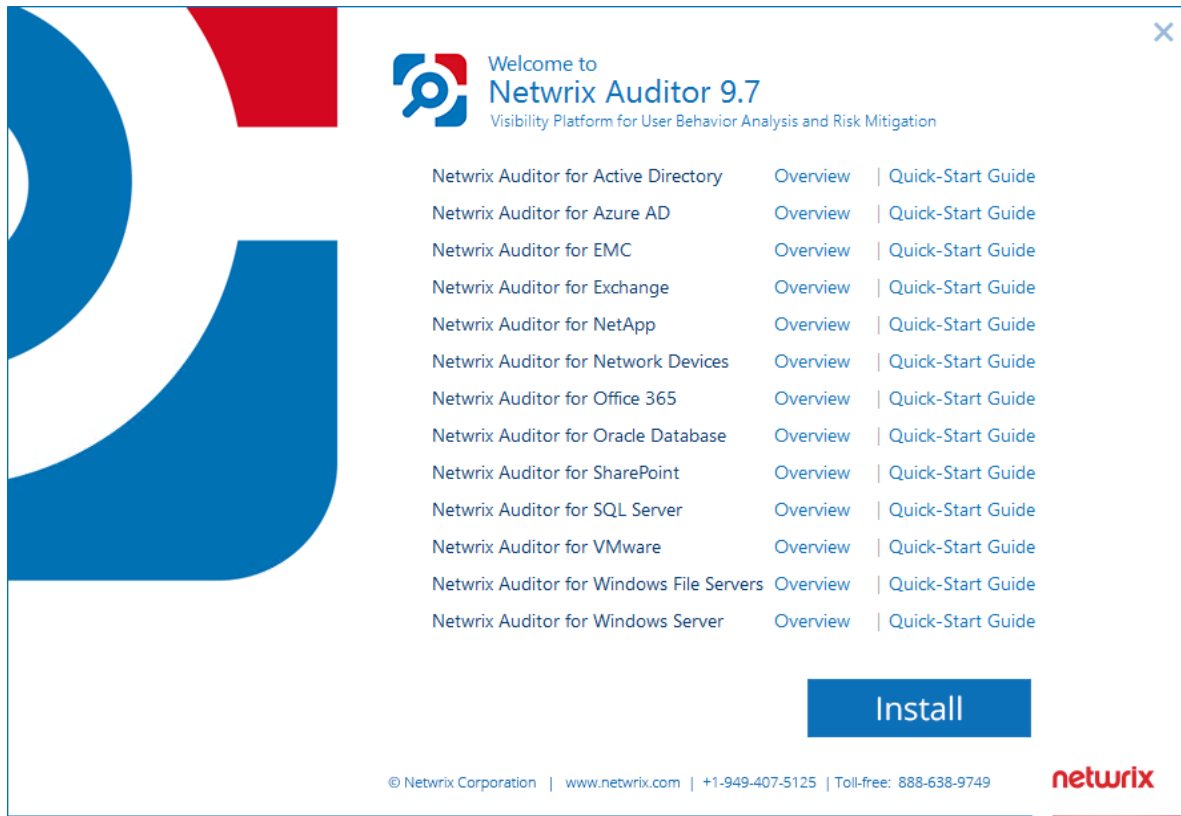 Welcome to
Netwrix Auditor 9.7
Visibility Platform for User Behavior Analysis and Risk Mitigation
Netwrix Auditor for Active Directory Overview | Quick-Start Guide
Netwrix Auditor for Azure AD Overview | Quick-Start Guide
Netwrix Auditor for EMC Overview | Quick-Start Guide
Netwrix Auditor for Exchange Overview | Quick-Start Guide
Netwrix Auditor for NetApp Overview | Quick-Start Guide
Netwrix Auditor for Network Devices Overview | Quick-Start Guide
Netwrix Auditor for Office 365 Overview | Quick-Start Guide
Netwrix Auditor for Oracle Database Overview | Quick-Start Guide
Netwrix Auditor for SharePoint Overview | Quick-Start Guide
Netwrix Auditor for SQL Server Overview | Quick-Start Guide
Netwrix Auditor for VMware Overview | Quick-Start Guide
Netwrix Auditor for Windows File Servers Overview | Quick-Start Guide
Netwrix Auditor for Windows Server Overview | Quick-Start Guide
Install
© Netwrix Corporation | www.netwrix.com | +1-949-407-5125 | Toll-free: 888-638-9749
netwrix